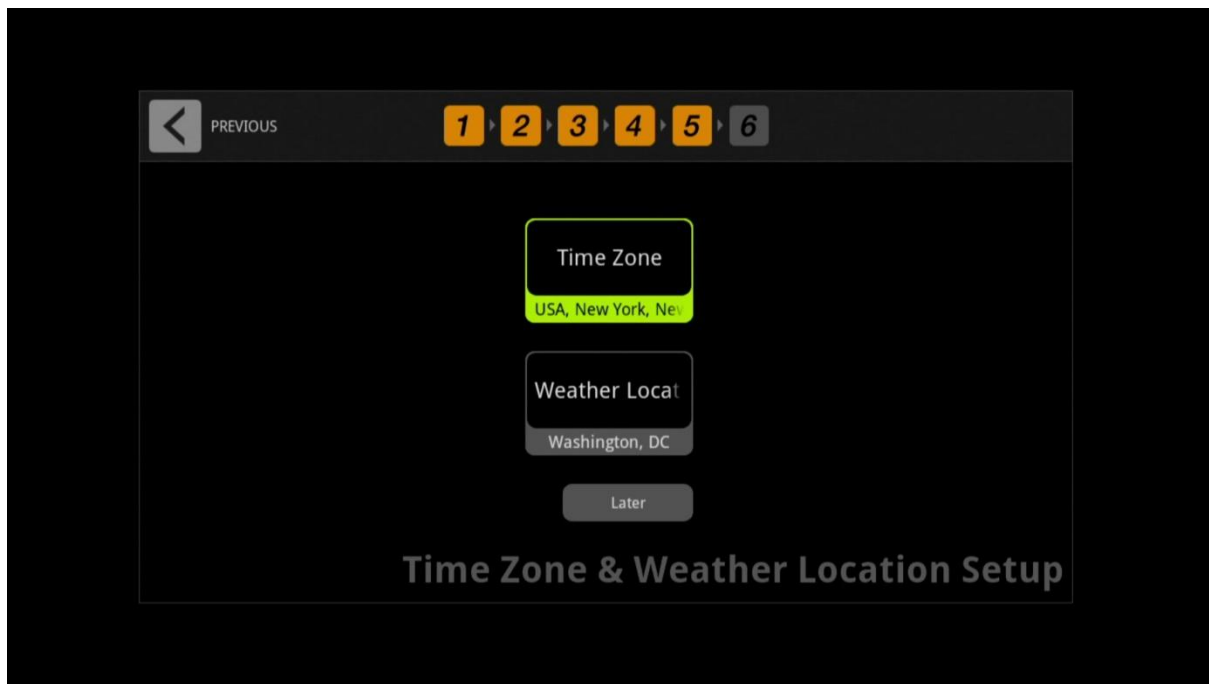 PREVIOUS 1 2 3 4 5 6
Time Zone
USA, New York, Nev
Weather Locat
Washington, DC
Later
Time Zone & Weather Location Setup